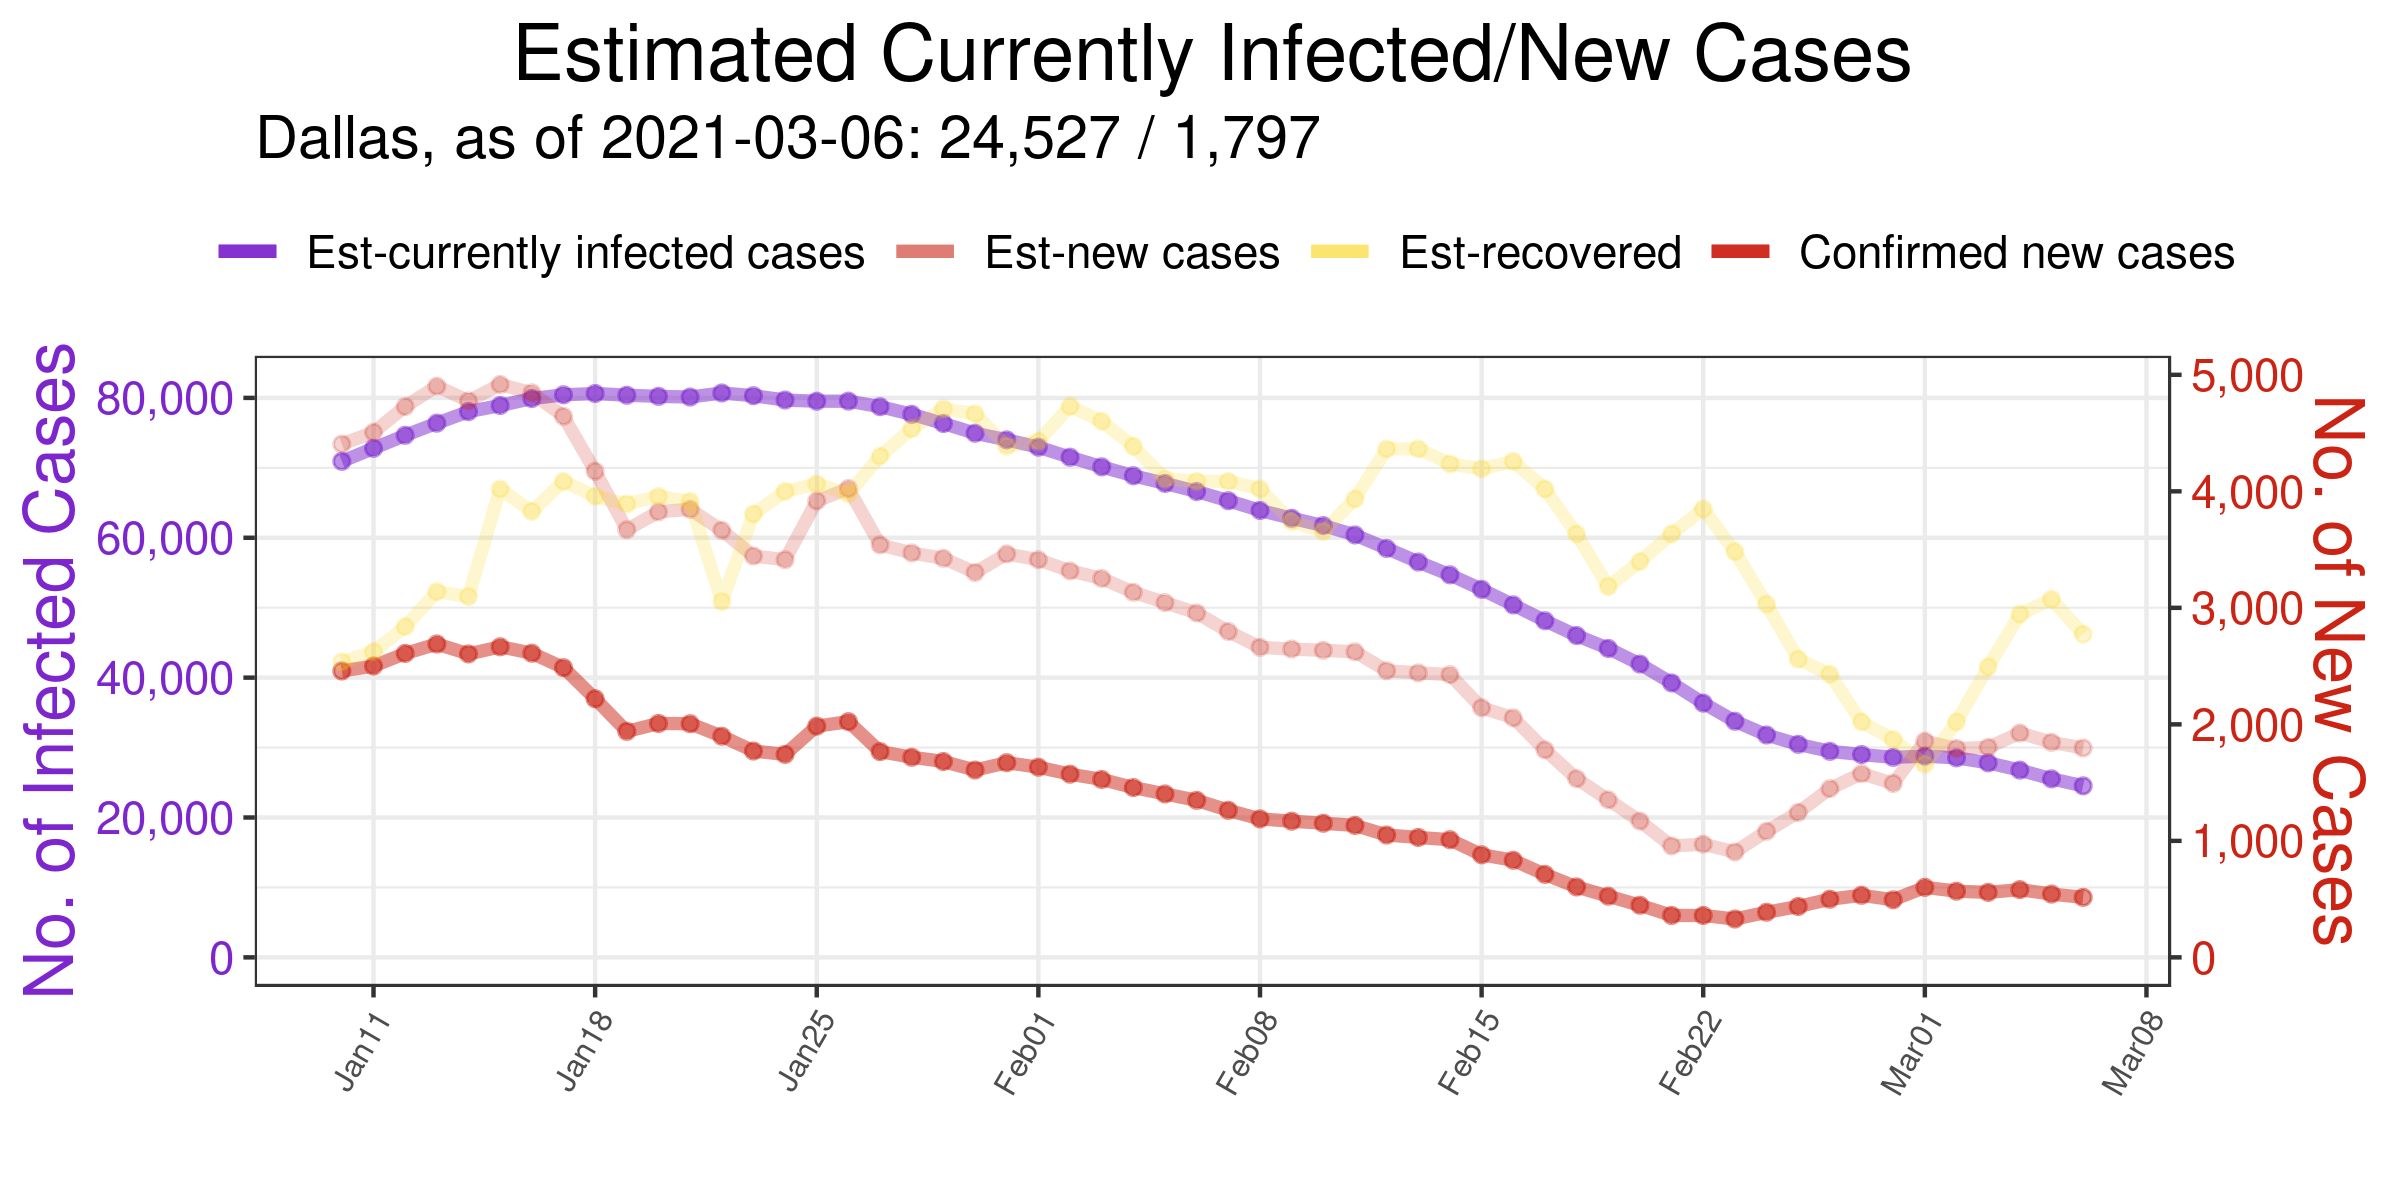 Estimated Currently Infected/New Cases
Dallas, as of 2021-03-06: 24,527 / 1,797
Est-currently infected cases Est-new cases Est-recovered Confirmed new cases
No. of Infected Cases
80,000
60,000
40,000
20,000
0
5,000
4,000
3,000
2,000
1,000
0
No. of New Cases
Jan11 Jan18 Jan25 Feb01 Feb08 Feb15 Feb22 Mar01 Mar08